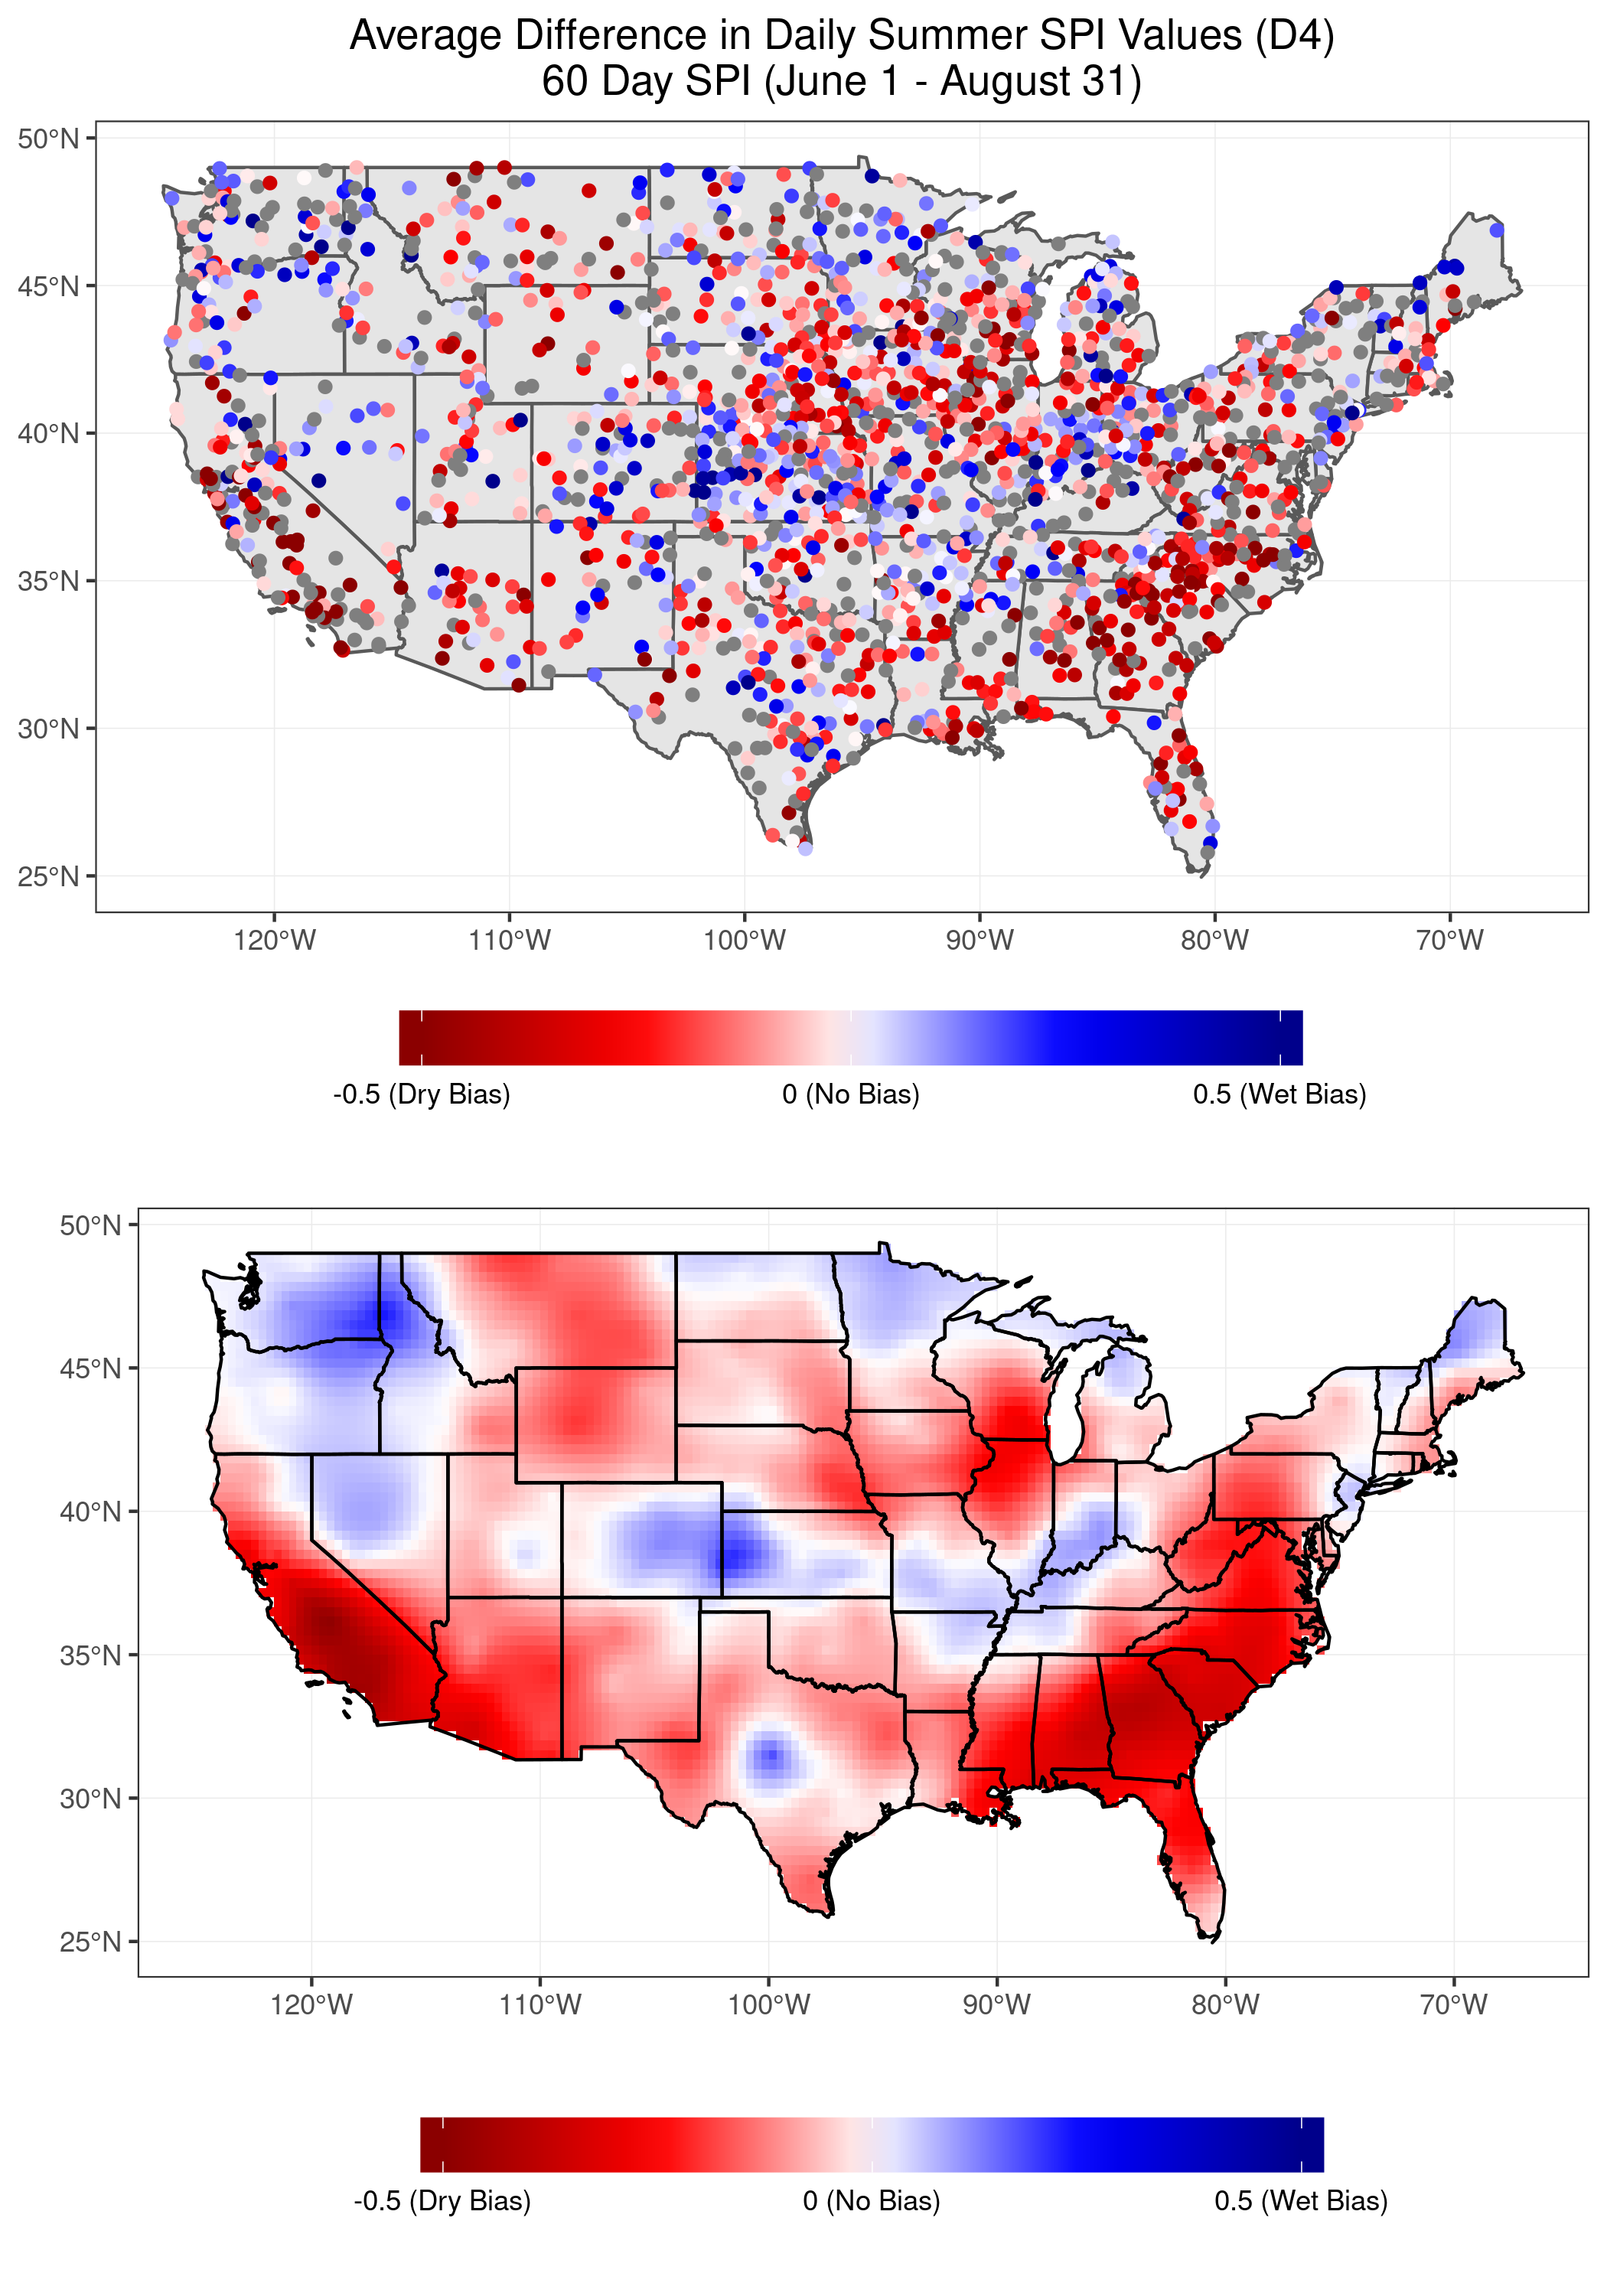 Average Difference in Daily Summer SPI Values (D4)
60 Day SPI (June 1 - August 31)
50°N
45°N
40°N
35°N
30°N
25°N
120°W 110°W 100°W 90°W 80°W 70°W
-0.5 (Dry Bias) 0 (No Bias) 0.5 (Wet Bias)
50°N
45°N
40°N
35°N
30°N
25°N
120°W 110°W 100°W 90°W 80°W 70°W
-0.5 (Dry Bias) 0 (No Bias) 0.5 (Wet Bias)